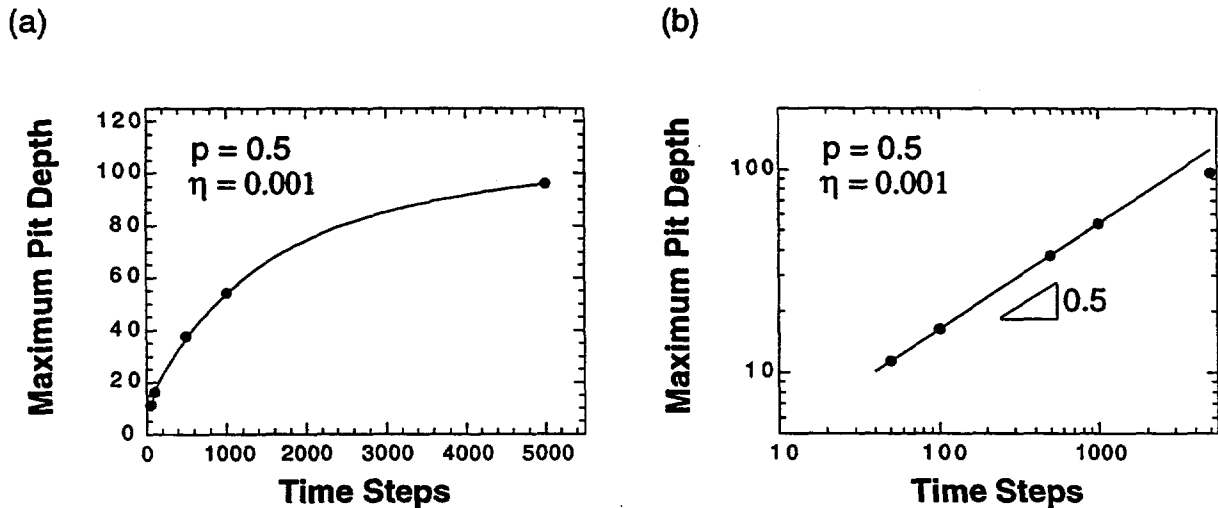 (a)
Maximum Pit Depth
120
100
80
60
40
20
0
p = 0.5
η = 0.001
0 1000 2000 3000 4000 5000
Time Steps
(b)
Maximum Pit Depth
100
10
p = 0.5
η = 0.001
0.5
10 100 1000
Time Steps